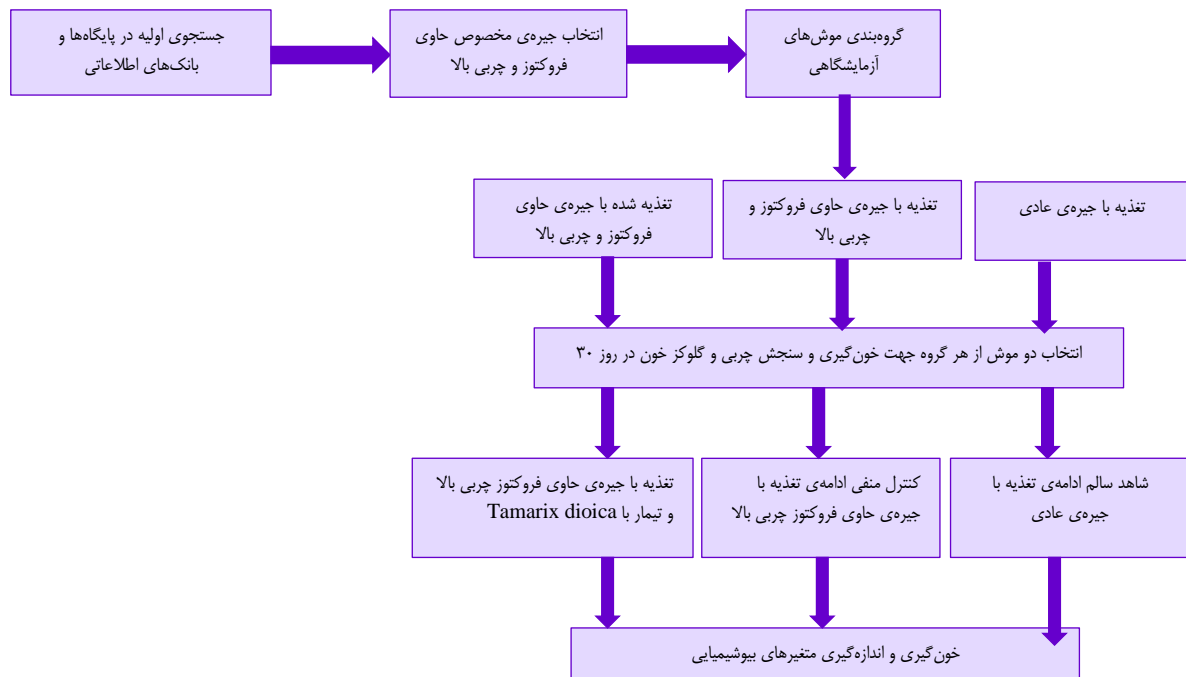 جستجوی اولیه در پایگاه‌ها و
بانک‌های اطلاعاتی
انتخاب جیره‌ی مخصوص حاوی
فروکتوز و چربی بالا
گروه‌بندی موش‌های
آزمایشگاهی
تغذیه شده با جیره‌ی حاوی
فروکتوز و چربی بالا
تغذیه با جیره‌ی حاوی فروکتوز و
چربی بالا
تغذیه با جیره‌ی عادی
انتخاب دو موش از هر گروه جهت خون‌گیری و سنجش چربی و گلوکز خون در روز ۳۰
تغذیه با جیره‌ی حاوی فروکتوز چربی بالا
و تیمار با Tamarix dioica
کنترل منفی ادامه‌ی تغذیه با
جیره‌ی حاوی فروکتوز چربی بالا
شاهد سالم ادامه‌ی تغذیه با
جیره‌ی عادی
خون‌گیری و اندازه‌گیری متغیرهای بیوشیمیایی